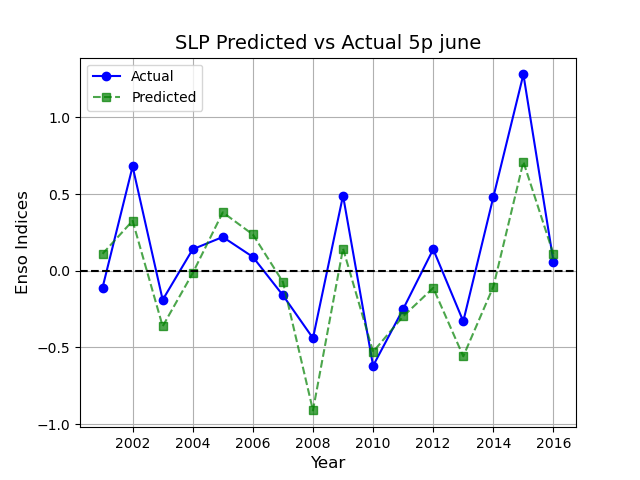 SLP Predicted vs Actual 5p june
Actual
Predicted
Enso Indices
1.0
0.5
0.0
−0.5
−1.0
2002 2004 2006 2008 2010 2012 2014 2016
Year